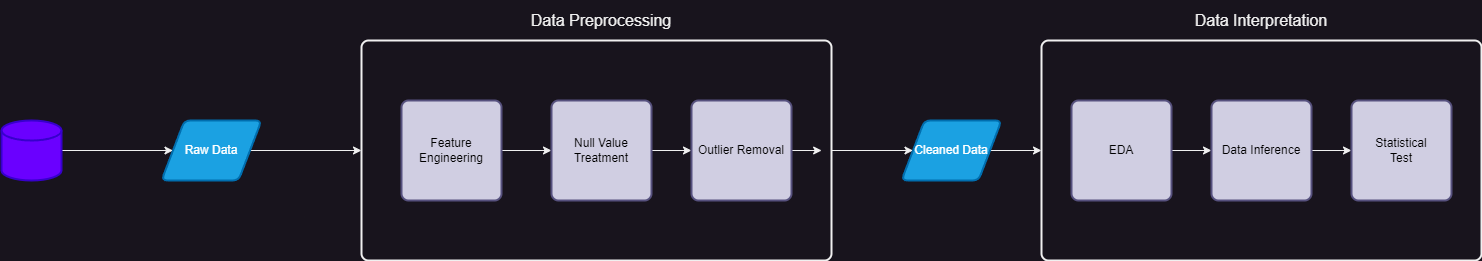 Data Preprocessing
Data Interpretation
Raw Data
Feature
Engineering
Null Value
Treatment
Outlier Removal
Cleaned Data
EDA
Data Inference
Statistical
Test